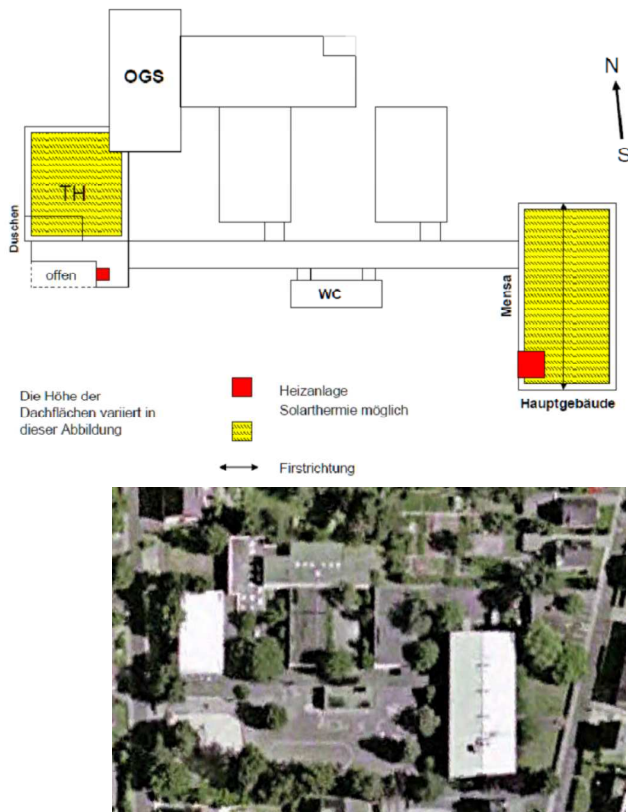 OGS
N
S
TH
Duschen
offen
WC
Mensa
Hauptgebäude
Die Höhe der
Dachflächen variiert in
dieser Abbildung
Heizanlage
Solarthermie möglich
Firstrichtung